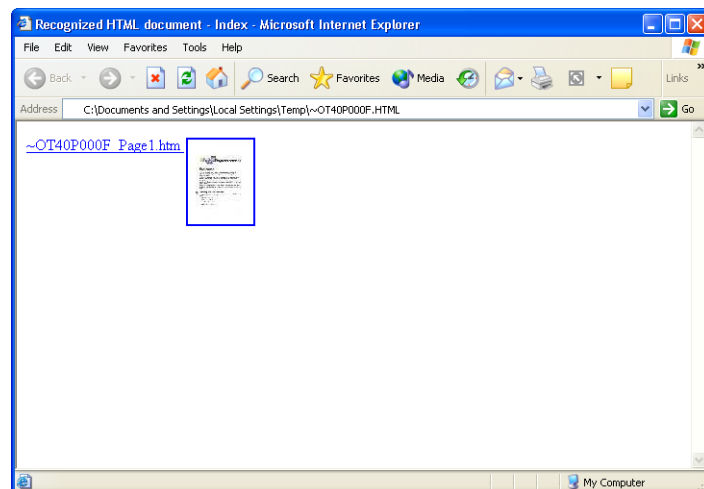 Recognized HTML document - Index - Microsoft Internet Explorer
File Edit View Favorites Tools Help
Back Search Favorites Media Links »
Address C:\Documents and Settings\Local Settings\Temp\~OT40P000F.HTML Go
~OT40P000F_Page1.htm
My Computer